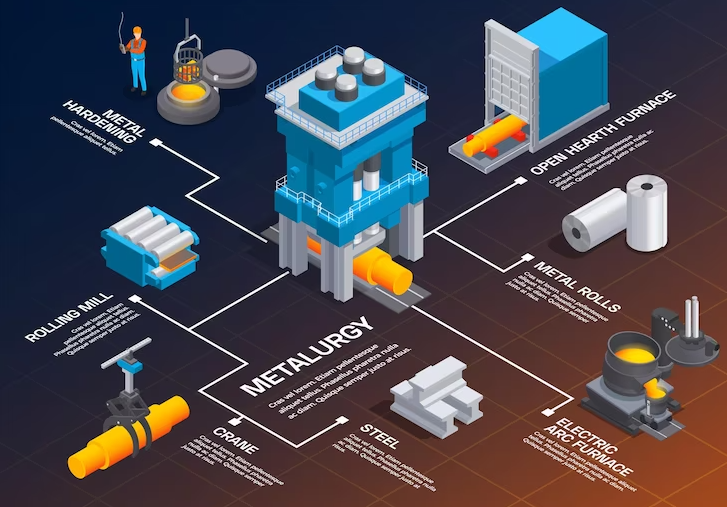 METAL
HARDENING
Cras vel lorem. Etiam
pellentesque aliquet tellus.
OPEN HEARTH FURNACE
Cras vel lorem. Etiam pellentesque
aliquet tellus. Phasellus pharetra nulla ac
diam. Quisque semper justo at risus.
ROLLING MILL
Cras vel lorem. Etiam
pellentesque aliquet tellus.
Phasellus pharetra nulla ac diam.
Quisque semper justo at risus.
METAL ROLLS
Cras vel lorem. Etiam pellentesque
aliquet tellus. Phasellus pharetra
nulla ac diam. Quisque semper
justo at risus.
METALURGY
Cras vel lorem. Etiam pellentesque
aliquet tellus. Phasellus pharetra nulla
ac diam. Quisque semper justo at risus.
CRANE
Cras vel lorem. Etiam pellentesque
aliquet tellus. Phasellus pharetra
nulla ac diam. Quisque semper
justo at risus.
STEEL
Cras vel lorem. Etiam pellentesque
aliquet tellus. Phasellus pharetra
nulla ac diam. Quisque semper
justo at risus.
ELECTRIC
ARC FURNACE
Cras vel lorem. Etiam pellentesque
aliquet tellus. Phasellus pharetra
nulla ac diam. Quisque semper
justo at risus.